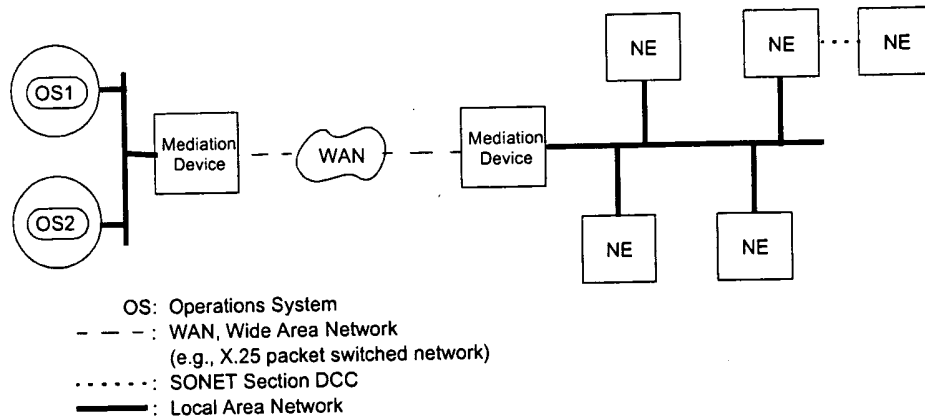 NE
NE
NE
OS1
Mediation
Device
WAN
Mediation
Device
OS2
NE
NE
OS: Operations System
: WAN, Wide Area Network
(e.g., X.25 packet switched network)
: SONET Section DCC
: Local Area Network